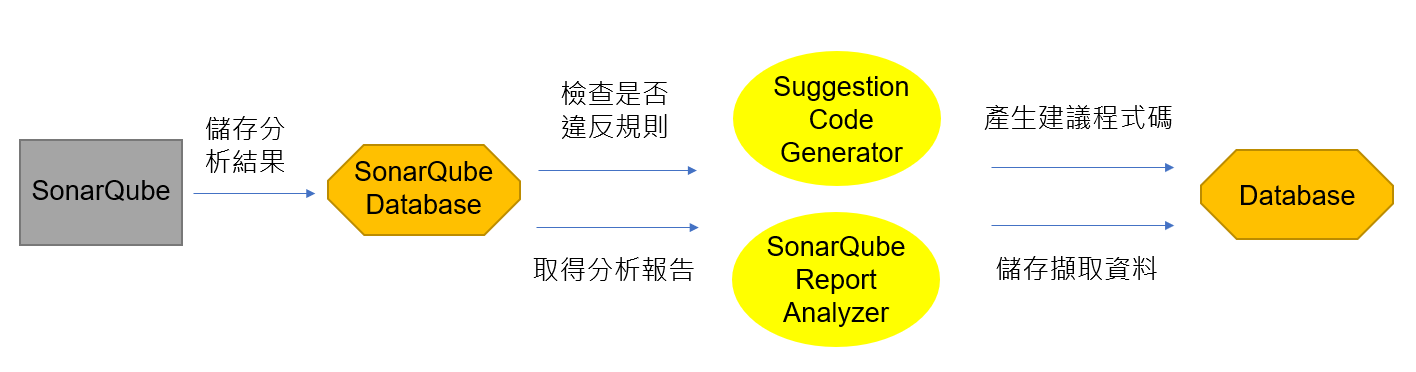 SonarQube
儲存分
析結果
SonarQube
Database
檢查是否
違反規則
取得分析報告
Suggestion
Code
Generator
SonarQube
Report
Analyzer
產生建議程式碼
儲存擷取資料
Database